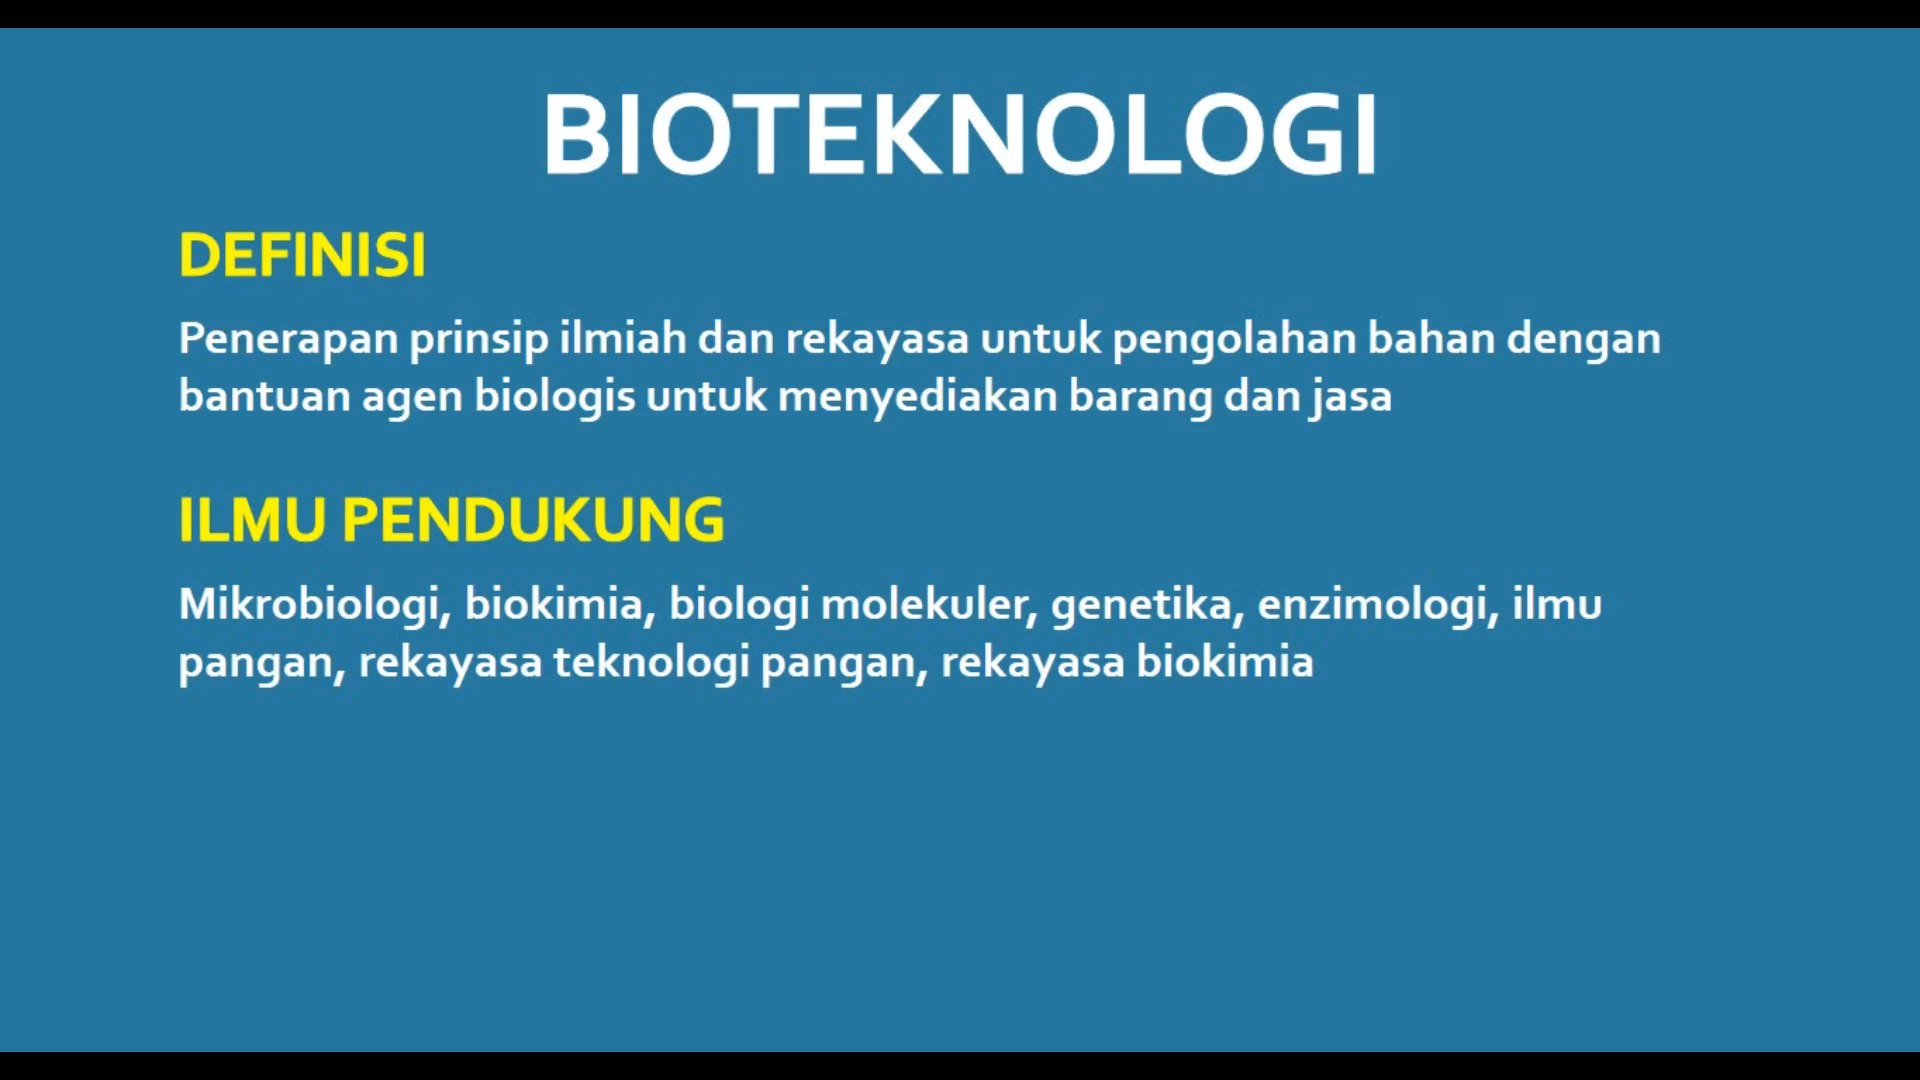 BIOTEKNOLOGI
DEFINISI
Penerapan prinsip ilmiah dan rekayasa untuk pengolahan bahan dengan
bantuan agen biologis untuk menyediakan barang dan jasa
ILMU PENDUKUNG
Mikrobiologi, biokimia, biologi molekuler, genetika, enzimologi, ilmu
pangan, rekayasa teknologi pangan, rekayasa biokimia